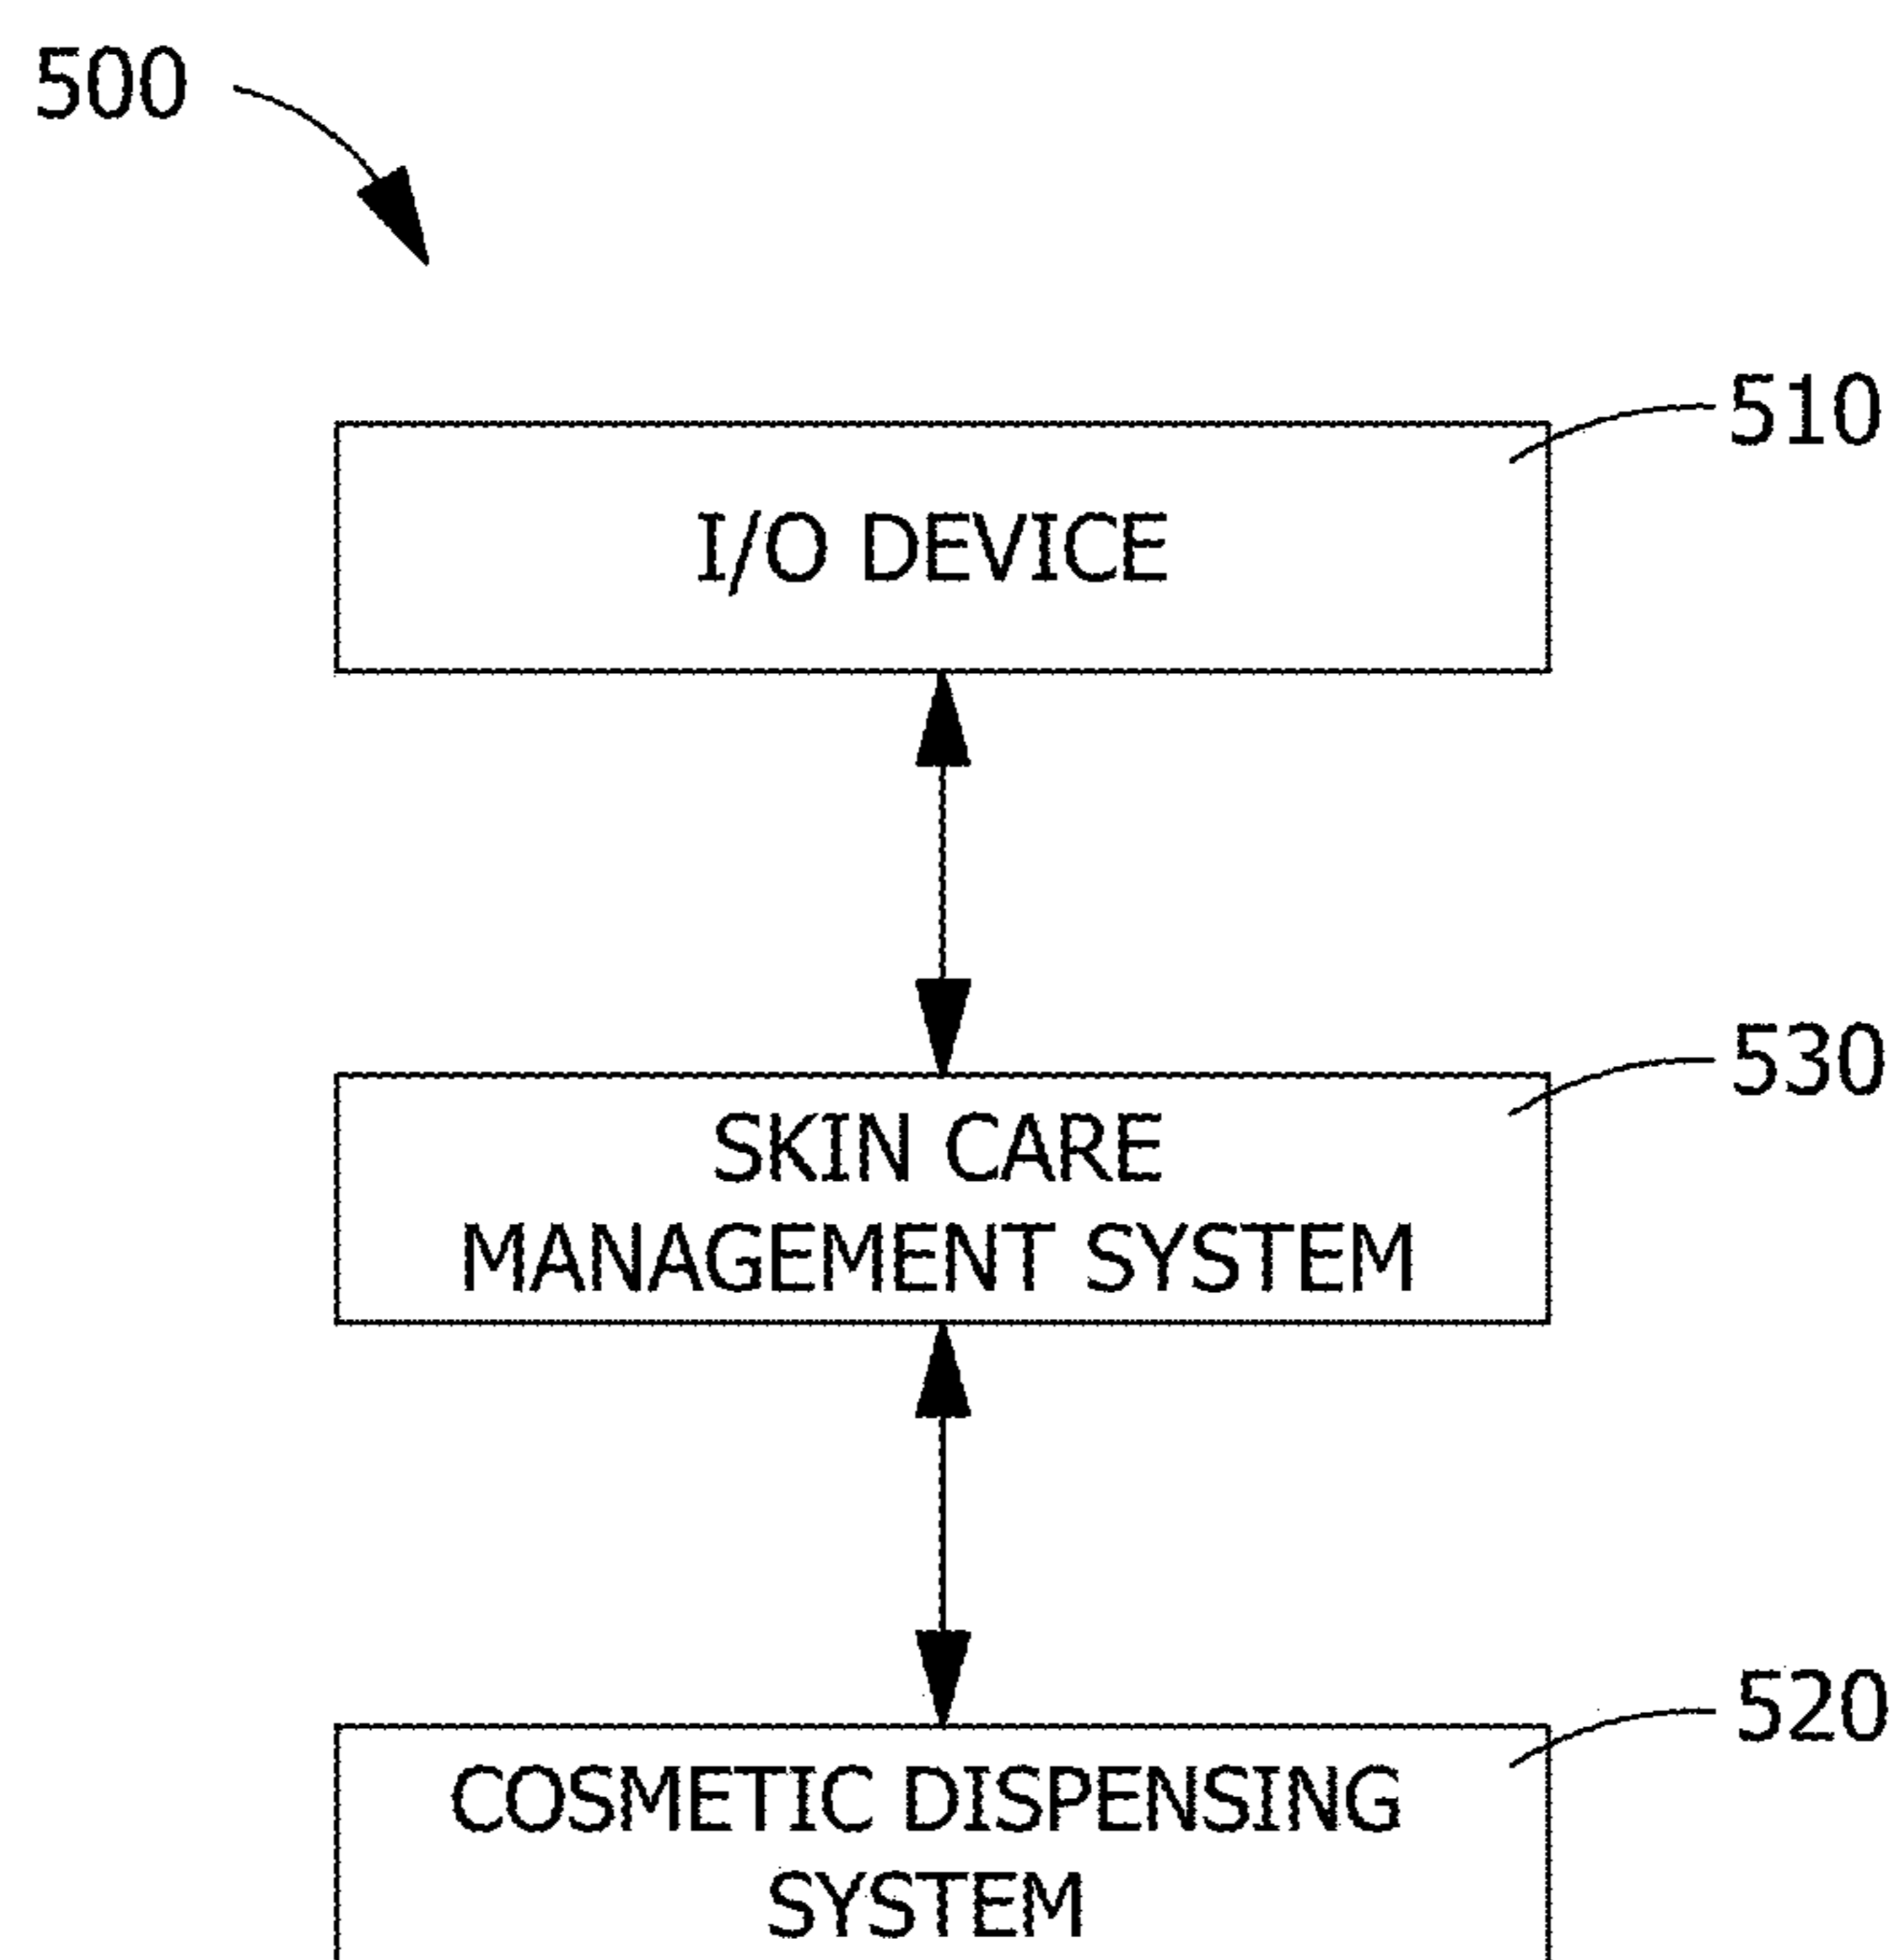 500
510
I/O DEVICE
530
SKIN CARE
MANAGEMENT SYSTEM
520
COSMETIC DISPENSING
SYSTEM